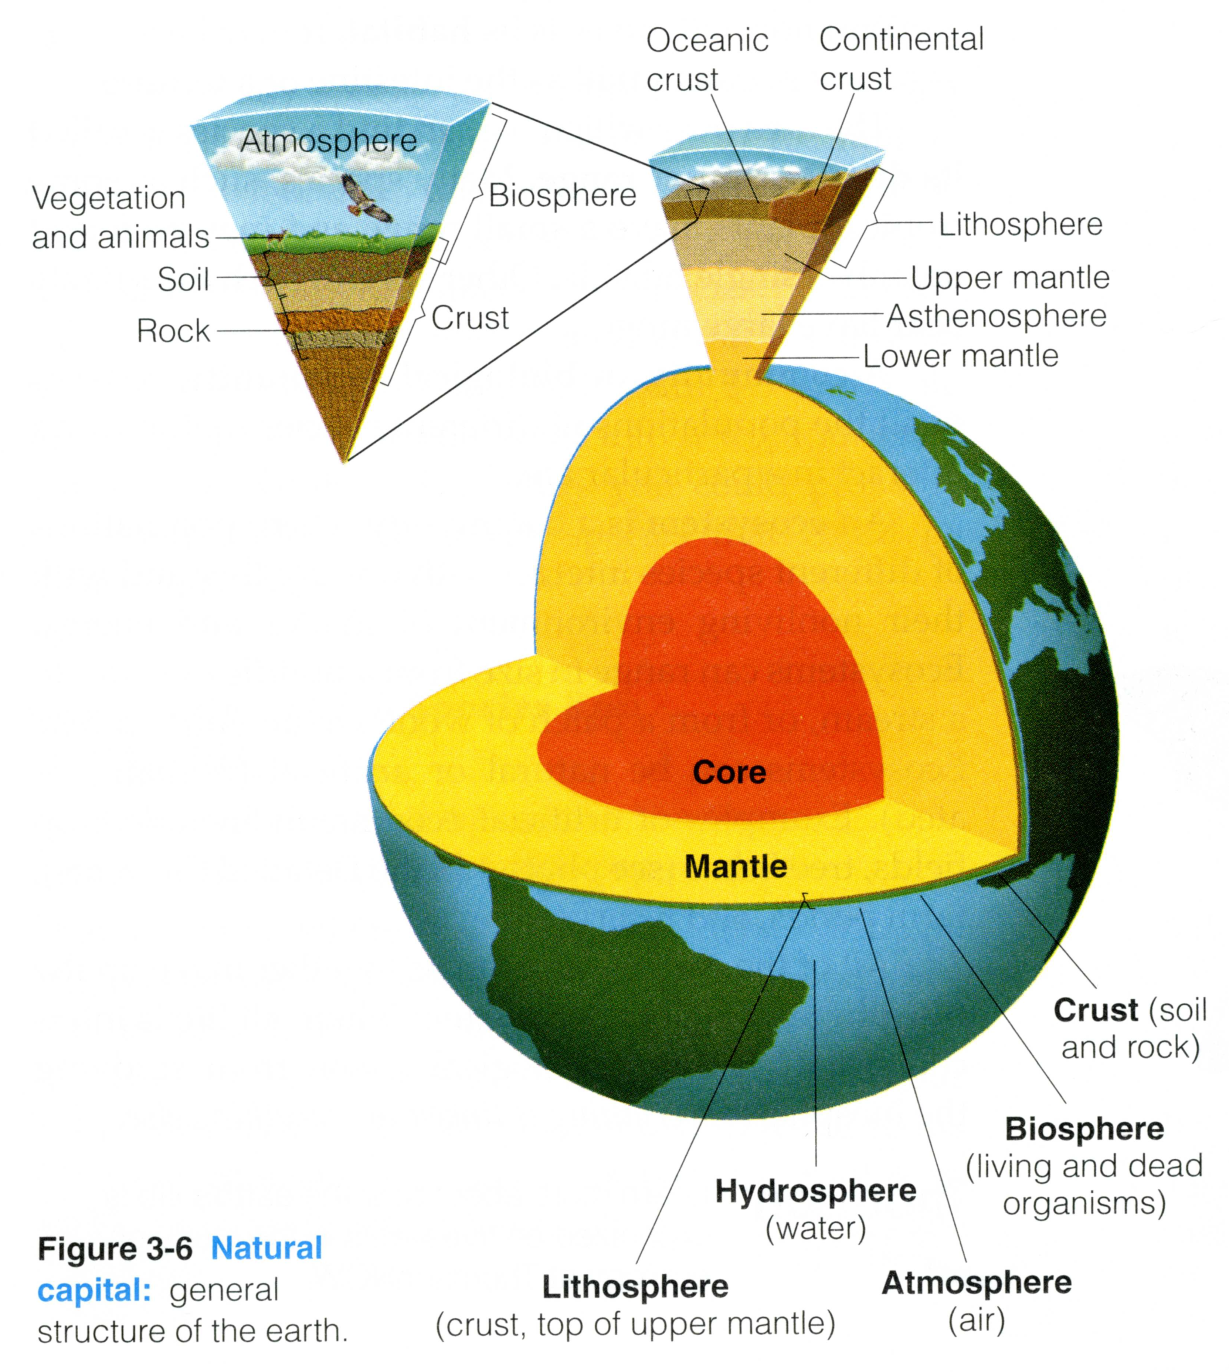 Oceanic
crust
Continental
crust
Atmosphere
Biosphere
Vegetation
and animals
Soil
Rock
Crust
Lithosphere
Upper mantle
Asthenosphere
Lower mantle
Core
Mantle
Crust (soil
and rock)
Biosphere
(living and dead
organisms)
Hydrosphere
(water)
Lithosphere
(crust, top of upper mantle)
Atmosphere
(air)
Figure 3-6 Natural
capital: general
structure of the earth.